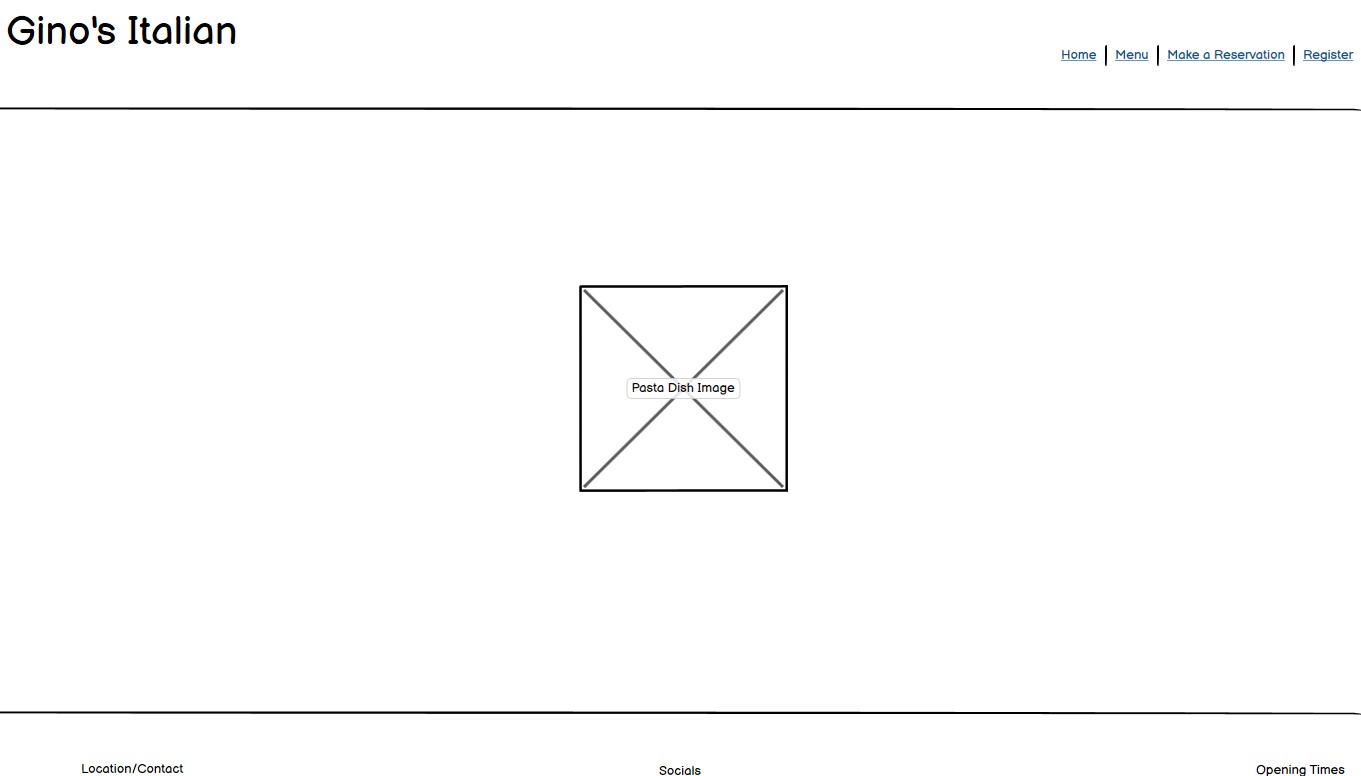 Gino's Italian
Home | Menu | Make a Reservation | Register
Pasta Dish Image
Location/Contact
Socials
Opening Times